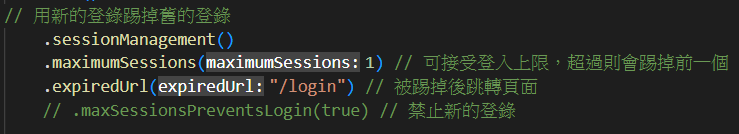 // 用新的登錄踢掉舊的登錄
.sessionManagement()
.maximumSessions(maximumSessions: 1) // 可接受登入上限，超過則會踢掉前一個
.expiredUrl(expiredUrl: "/login") // 被踢掉後跳轉頁面
// .maxSessionsPreventsLogin(true) // 禁止新的登錄